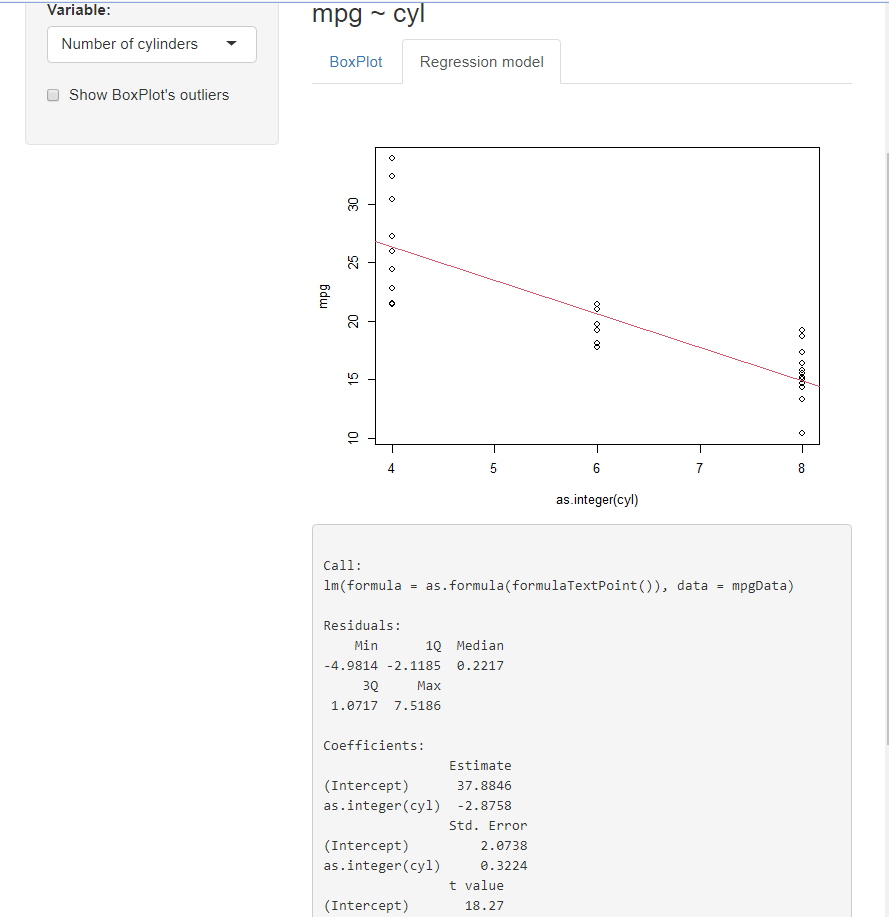 Variable:
Number of cylinders
Show BoxPlot's outliers
mpg ~ cyl
BoxPlot
Regression model
mpg
30
25
20
15
10
4 5 6 7 8
as.integer(cyl)
Call:
lm(formula = as.formula(formulaTextPoint()), data = mpgData)
Residuals:
    Min      1Q  Median
-4.9814 -2.1185  0.2217
     3Q     Max
 1.0717  7.5186
Coefficients:
                Estimate
(Intercept)      37.8846
as.integer(cyl)  -2.8758
                Std. Error
(Intercept)         2.0738
as.integer(cyl)     0.3224
                t value
(Intercept)       18.27